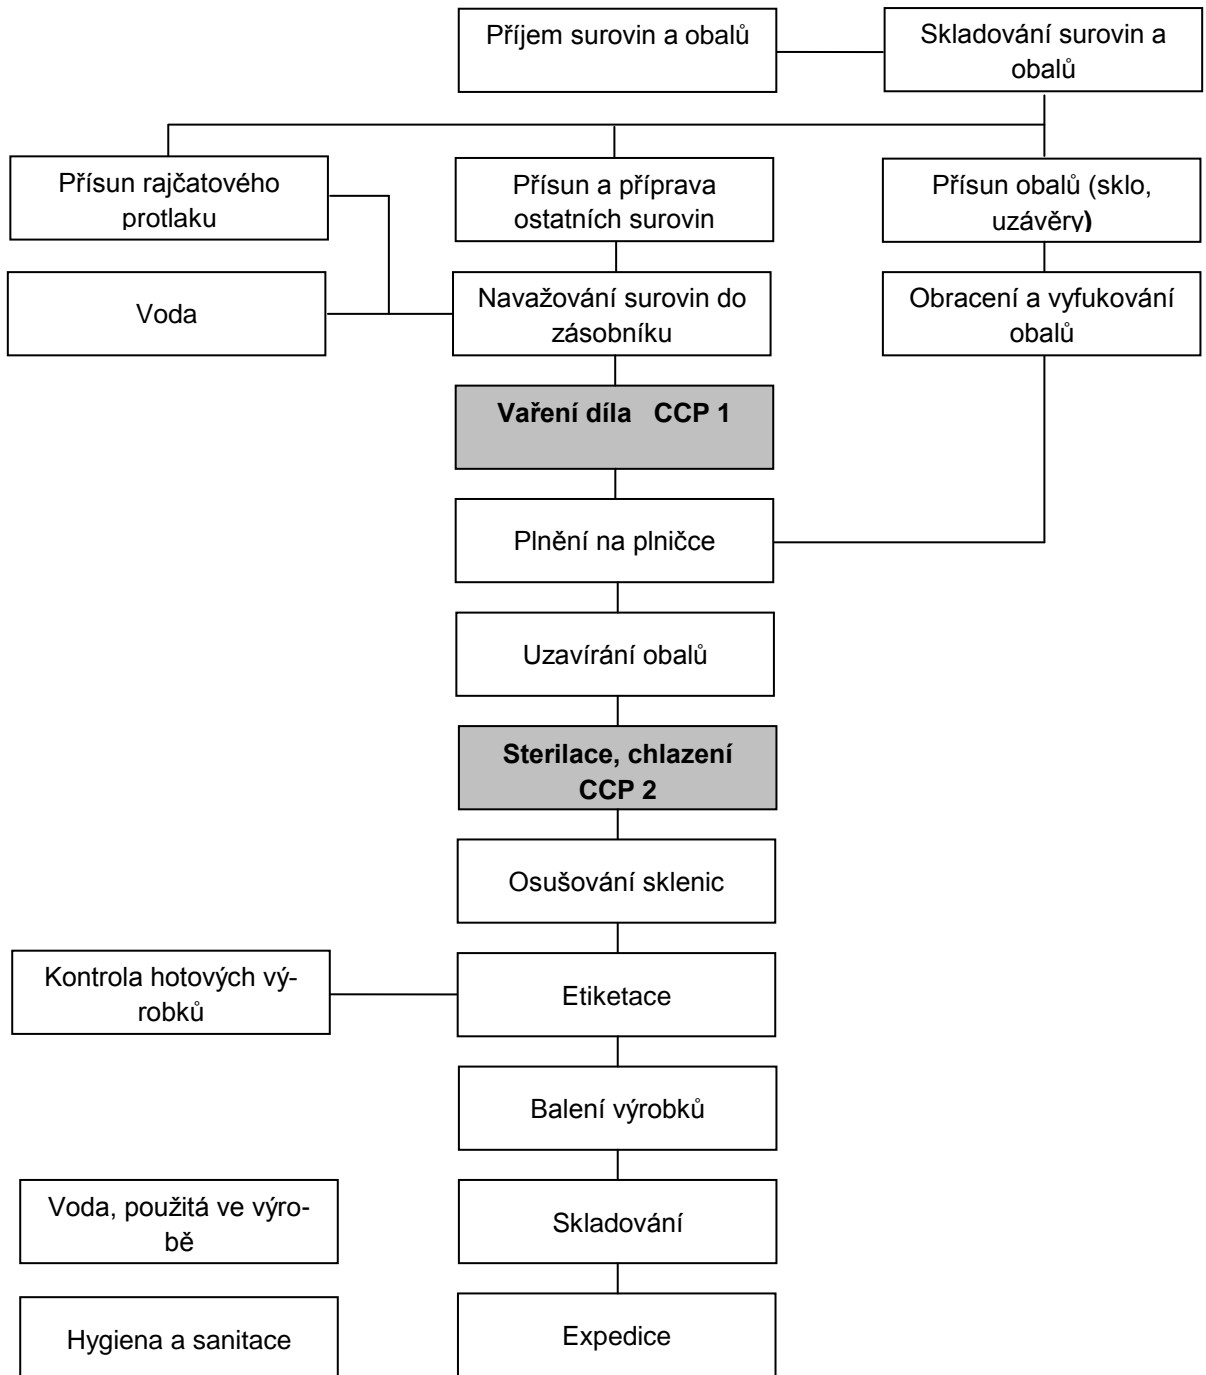 Příjem surovin a obalů
Skladování surovin a
obalů
Přísun rajčatového
protlaku
Přísun a příprava
ostatních surovin
Přísun obalů (sklo,
uzávěry)
Voda
Navažování surovin do
zásobníku
Obracení a vyfukování
obalů
Vaření díla CCP 1
Plnění na plničce
Uzavírání obalů
Sterilace, chlazení
CCP 2
Osušování sklenic
Kontrola hotových vý-
robků
Etiketace
Balení výrobků
Voda, použitá ve výro-
bě
Skladování
Hygiena a sanitace
Expedice